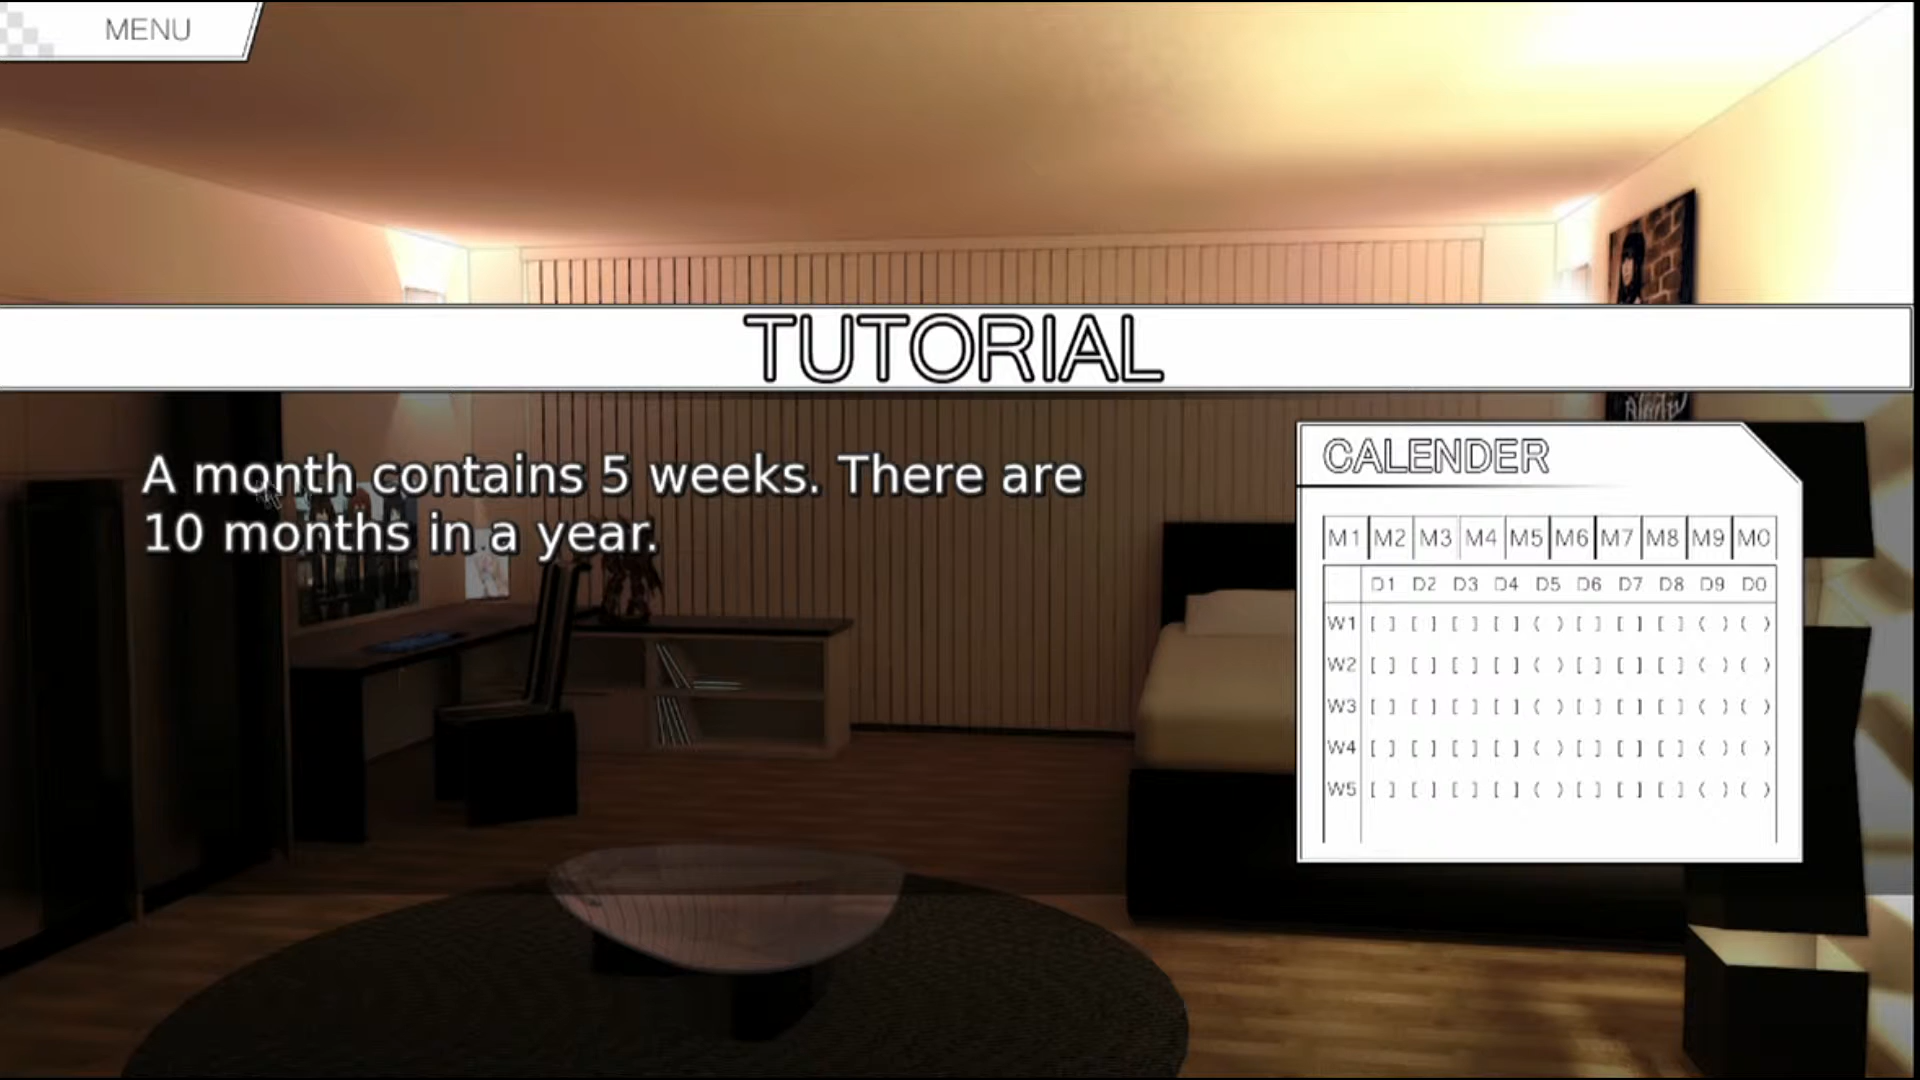 MENU
TUTORIAL
A month contains 5 weeks. There are
10 months in a year.
CALENDER
M1 M2 M3 M4 M5 M6 M7 M8 M9 M0
D1 D2 D3 D4 D5 D6 D7 D8 D9 D0
W1 [ ] [ ] [ ] [ ] ( ) [ ] [ ] [ ] ( ) ( )
W2 [ ] [ ] [ ] [ ] ( ) [ ] [ ] [ ] ( ) ( )
W3 [ ] [ ] [ ] [ ] ( ) [ ] [ ] [ ] ( ) ( )
W4 [ ] [ ] [ ] [ ] ( ) [ ] [ ] [ ] ( ) ( )
W5 [ ] [ ] [ ] [ ] ( ) [ ] [ ] [ ] ( ) ( )